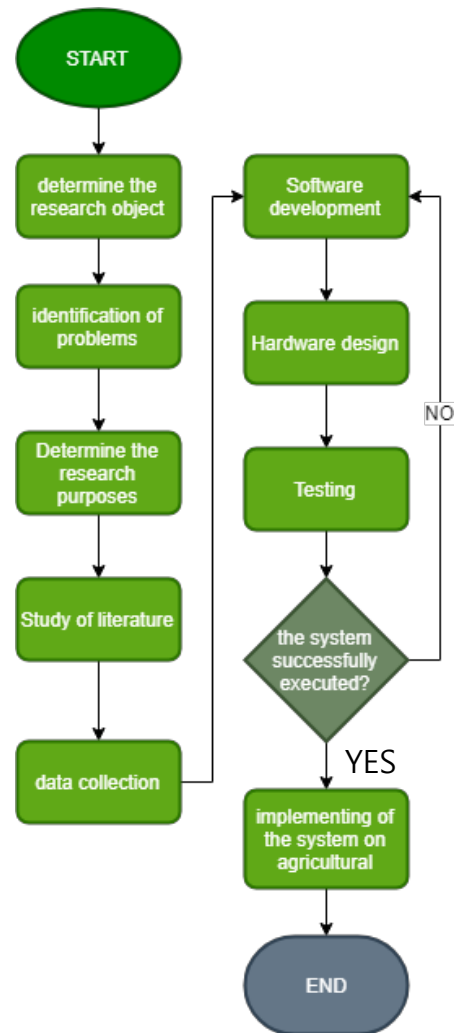 START
determine the
research object
identification of
problems
Determine the
research
purposes
Study of literature
data collection
Software
development
Hardware design
Testing
the system
successfully
executed?
NO
YES
implementing of
the system on
agricultural
END